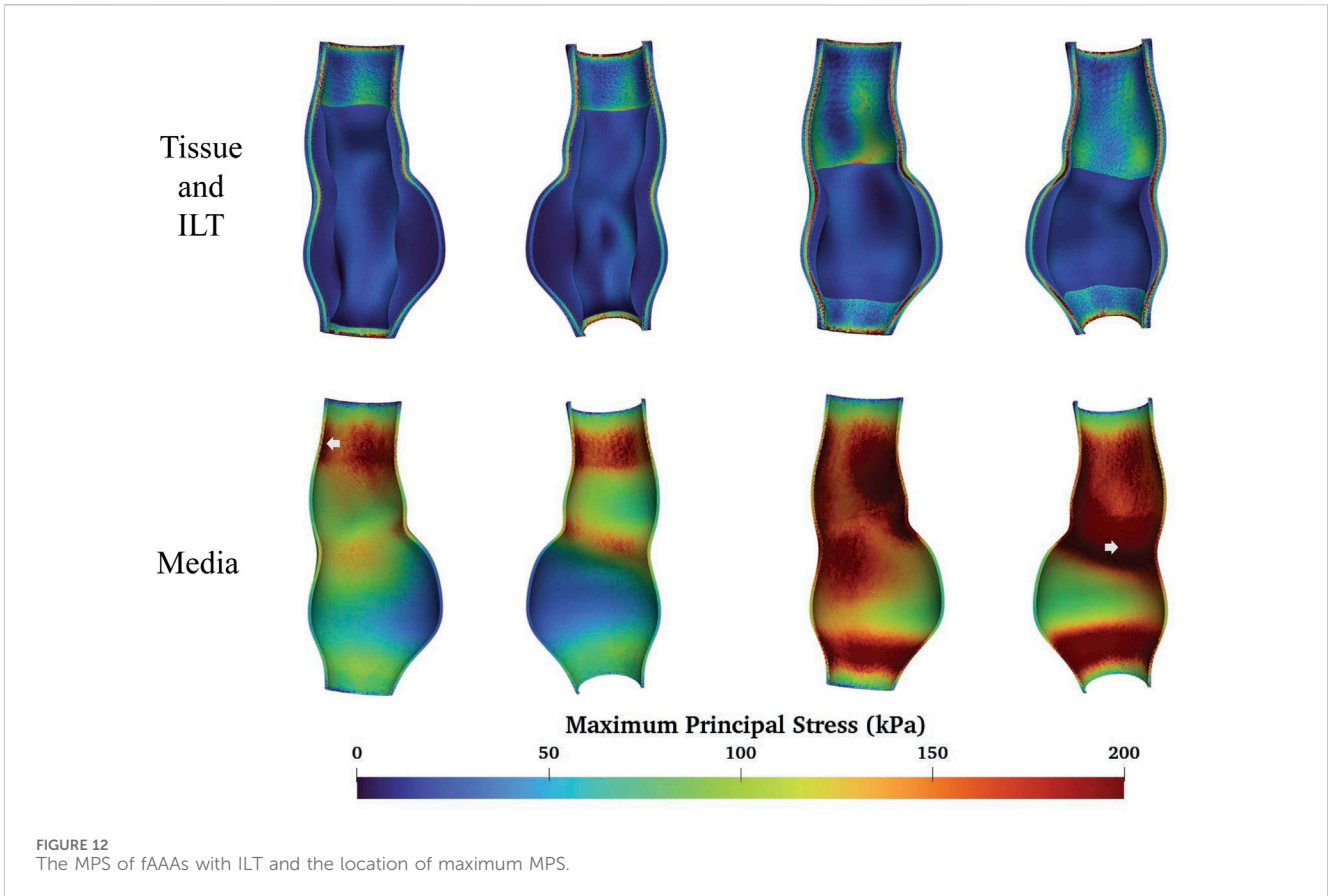 Tissue
and
ILT
Media
Maximum Principal Stress (kPa)
0 50 100 150 200
FIGURE 12
The MPS of fAAAs with ILT and the location of maximum MPS.